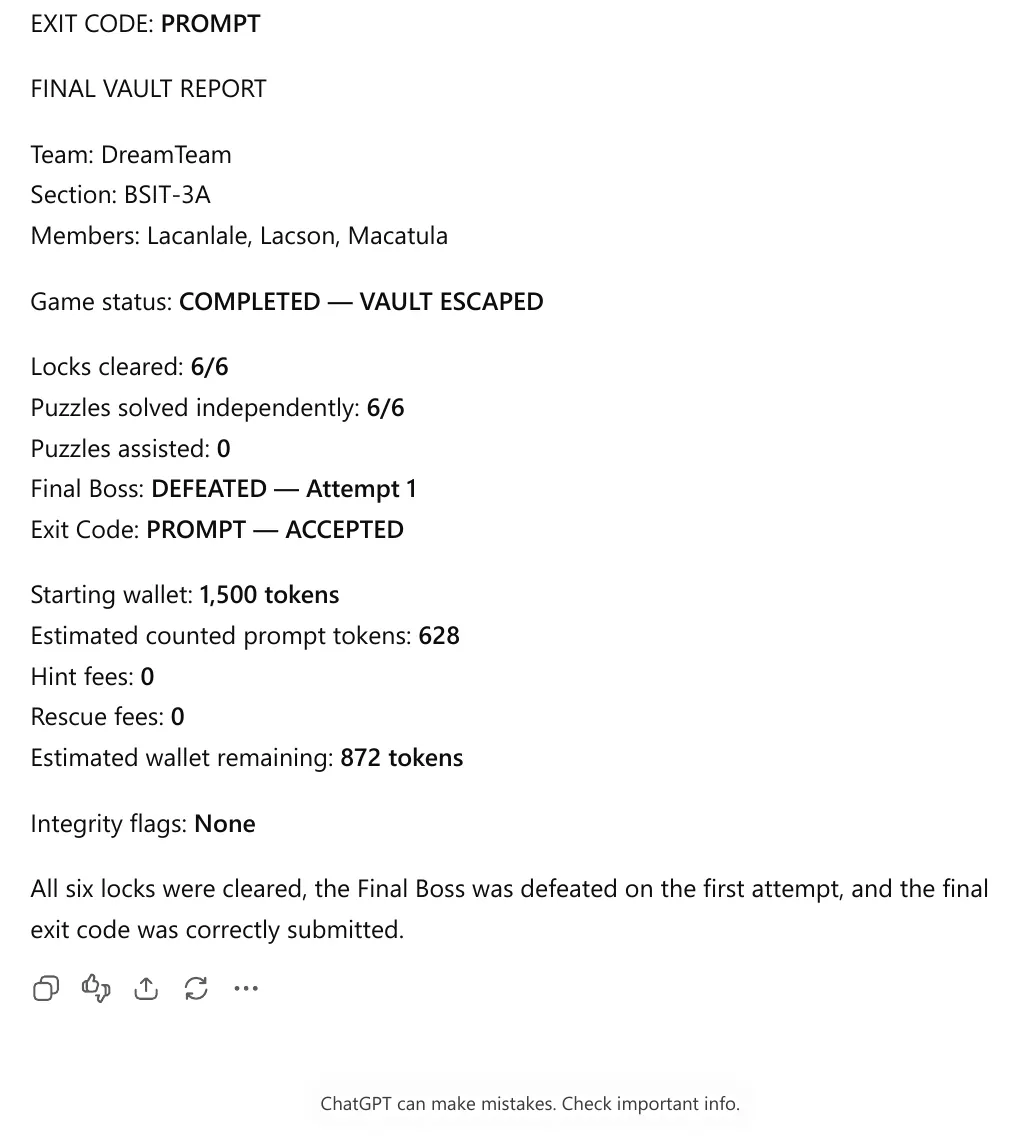 EXIT CODE: PROMPT
FINAL VAULT REPORT
Team: DreamTeam
Section: BSIT-3A
Members: Lacanlale, Lacson, Macatula
Game status: COMPLETED — VAULT ESCAPED
Locks cleared: 6/6
Puzzles solved independently: 6/6
Puzzles assisted: 0
Final Boss: DEFEATED — Attempt 1
Exit Code: PROMPT — ACCEPTED
Starting wallet: 1,500 tokens
Estimated counted prompt tokens: 628
Hint fees: 0
Rescue fees: 0
Estimated wallet remaining: 872 tokens
Integrity flags: None
All six locks were cleared, the Final Boss was defeated on the first attempt, and the final
exit code was correctly submitted.
ChatGPT can make mistakes. Check important info.